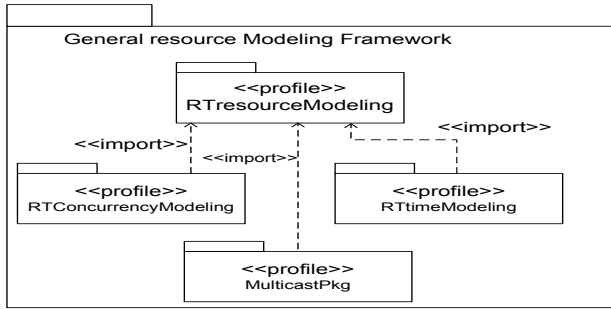 General resource Modeling Framework
<<profile>>
RTresourceModeling
<<import>>
<<import>>
<<import>>
<<profile>>
RTConcurrencyModeling
<<profile>>
RTtimeModeling
<<profile>>
MulticastPkg